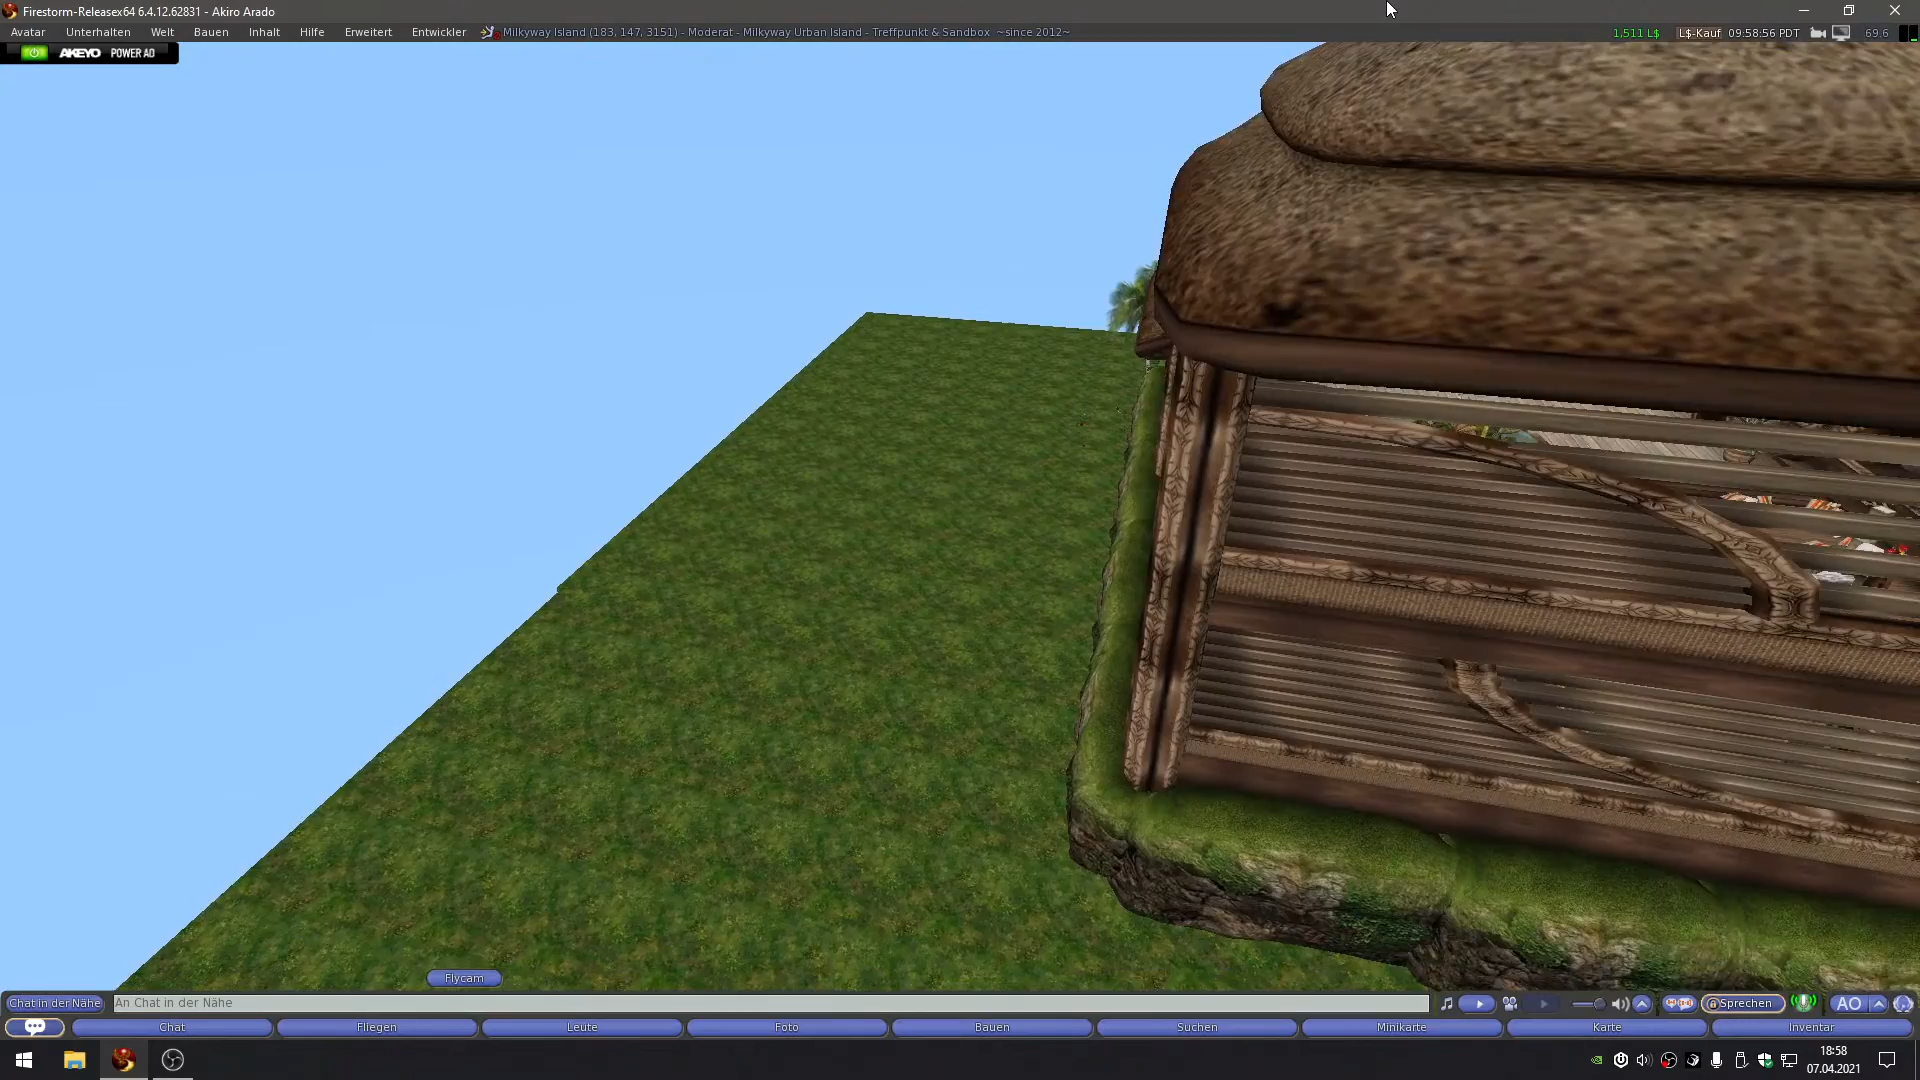 Firestorm-Releasex64 6.4.12.62831 - Akiro Arado
Avatar Unterhalten Welt Bauen Inhalt Hilfe Erweitert Entwickler Milkyway Island (183, 147, 3151) - Moderat - Milkyway Urban Island - Treffpunkt & Sandbox ~since 2012~ 1,511 L$ L$-Kauf 09:58:56 PDT 69.6
AKEYO POWER AO
Flycam
Chat in der Nähe An Chat in der Nähe Sprechen AO
Chat Fliegen Leute Foto Bauen Suchen Minikarte Karte Inventar
18:58
07.04.2021